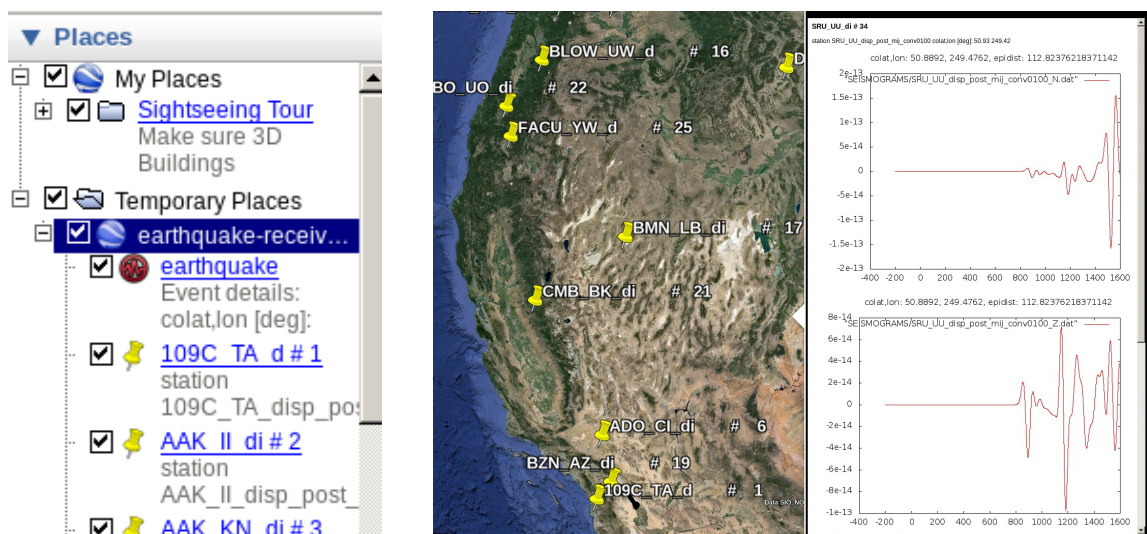 Places
My Places
Sightseeing Tour
Make sure 3D
Buildings
Temporary Places
earthquake-receiv...
earthquake
Event details:
colat,lon [deg]:
109C_TA_d # 1
station
109C_TA_disp_pos
AAK_II_di # 2
station
AAK_II_disp_post_
AAK_KN_di # 3
BLOW_UW_d # 16
D
BO_UO_di # 22
FACU_YW_d # 25
BMN_LB_di # 17
CMB_BK_di # 21
ADO_CI_di # 6
BZN_AZ_di # 19
109C_TA_d # 1
Data SIO, NO
SRU_UU_di # 34
station SRU_UU_disp_post_mij_conv0100 colat,lon [deg]: 50.93 249.42
colat,lon: 50.8892, 249.4762, epidist: 112.82376218371142
"SEISMOGRAMS/SRU_UU_disp_post_mij_conv0100_N.dat"
2e-13
1.5e-13
1e-13
5e-14
0
-5e-14
-1e-13
-1.5e-13
-2e-13
-400 -200 0 200 400 600 800 1000 1200 1400 1600
colat,lon: 50.8892, 249.4762, epidist: 112.82376218371142
"SEISMOGRAMS/SRU_UU_disp_post_mij_conv0100_Z.dat"
8e-14
6e-14
4e-14
2e-14
0
-2e-14
-4e-14
-6e-14
-8e-14
-1e-13
-400 -200 0 200 400 600 800 1000 1200 1400 1600